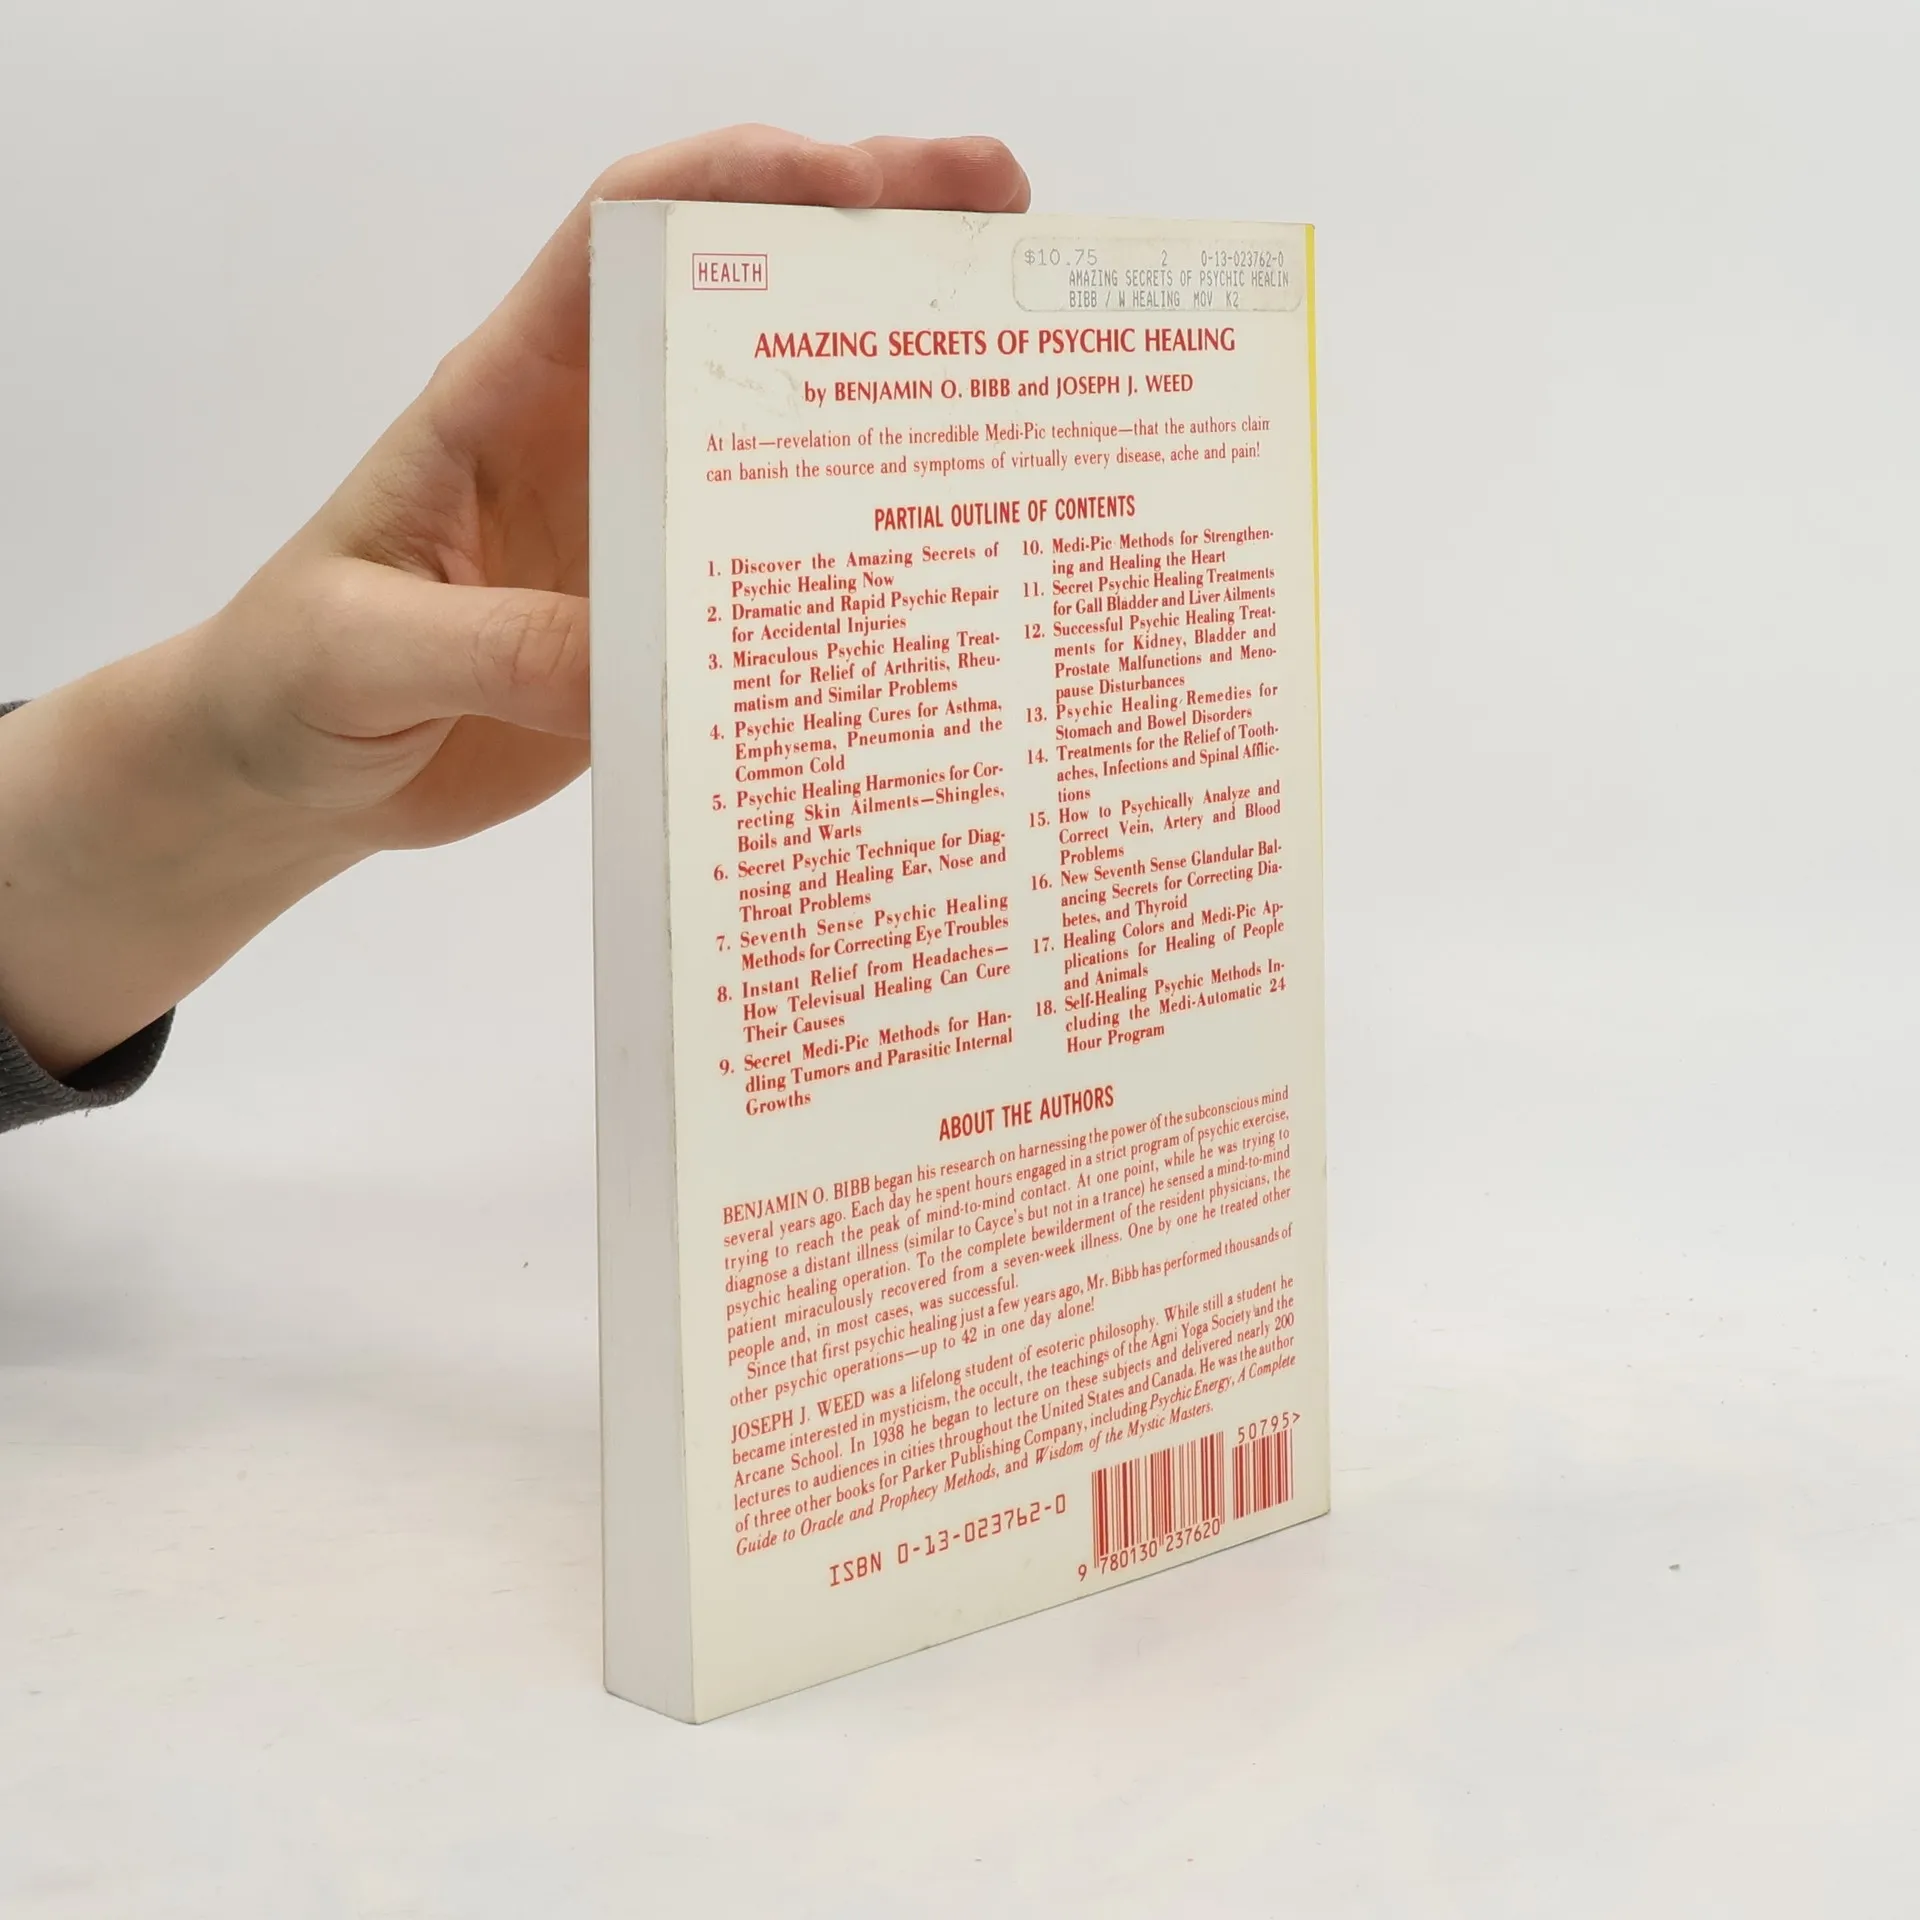 HEALTH
$10.75 2 0-13-023762-0
AMAZING SECRETS OF PSYCHIC HEALIN
BIBB / W HEALING MOV K2
AMAZING SECRETS OF PSYCHIC HEALING
by BENJAMIN O. BIBB and JOSEPH J. WEED
At last—revelation of the incredible Medi-Pic technique—that the authors claim
can banish the source and symptoms of virtually every disease, ache and pain!
PARTIAL OUTLINE OF CONTENTS
1. Discover the Amazing Secrets of
Psychic Healing Now
2. Dramatic and Rapid Psychic Repair
for Accidental Injuries
3. Miraculous Psychic Healing Treat-
ment for Relief of Arthritis, Rheu-
matism and Similar Problems
4. Psychic Healing Cures for Asthma,
Emphysema, Pneumonia and the
Common Cold
5. Psychic Healing Harmonics for Cor-
recting Skin Ailments—Shingles,
Boils and Warts
6. Secret Psychic Technique for Diag-
nosing and Healing Ear, Nose and
Throat Problems
7. Seventh Sense Psychic Healing
Methods for Correcting Eye Troubles
8. Instant Relief from Headaches—
How Televisual Healing Can Cure
Their Causes
9. Secret Medi-Pic Methods for Han-
dling Tumors and Parasitic Internal
Growths
10. Medi-Pic Methods for Strengthen-
ing and Healing the Heart
11. Secret Psychic Healing Treatments
for Gall Bladder and Liver Ailments
12. Successful Psychic Healing Treat-
ments for Kidney, Bladder and
Prostate Malfunctions and Meno-
pause Disturbances
13. Psychic Healing Remedies for
Stomach and Bowel Disorders
14. Treatments for the Relief of Tooth-
aches, Infections and Spinal Afflic-
tions
15. How to Psychically Analyze and
Correct Vein, Artery and Blood
Problems
16. New Seventh Sense Glandular Bal-
ancing Secrets for Correcting Dia-
betes, and Thyroid
17. Healing Colors and Medi-Pic Ap-
plications for Healing of People
and Animals
18. Self-Healing Psychic Methods In-
cluding the Medi-Automatic 24
Hour Program
ABOUT THE AUTHORS
BENJAMIN O. BIBB began his research on harnessing the power of the subconscious mind
several years ago. Each day he spent hours engaged in a strict program of psychic exercise,
trying to reach the peak of mind-to-mind contact. At one point, while he was trying to
diagnose a distant illness (similar to Cayce's but not in a trance) he sensed a mind-to-mind
psychic healing operation. To the complete bewilderment of the resident physicians, the
patient miraculously recovered from a seven-week illness. One by one he treated other
people and, in most cases, was successful.
Since that first psychic healing just a few years ago, Mr. Bibb has performed thousands of
other psychic operations—up to 42 in one day alone!
JOSEPH J. WEED was a lifelong student of esoteric philosophy. While still a student he
became interested in mysticism, the occult, the teachings of the Agni Yoga Society and the
Arcane School. In 1938 he began to lecture on these subjects and delivered nearly 200
lectures to audiences in cities throughout the United States and Canada. He was the author
of three other books for Parker Publishing Company, including Psychic Energy, A Complete
Guide to Oracle and Prophecy Methods, and Wisdom of the Mystic Masters.
ISBN 0-13-023762-0
50795>
9 780130 237620